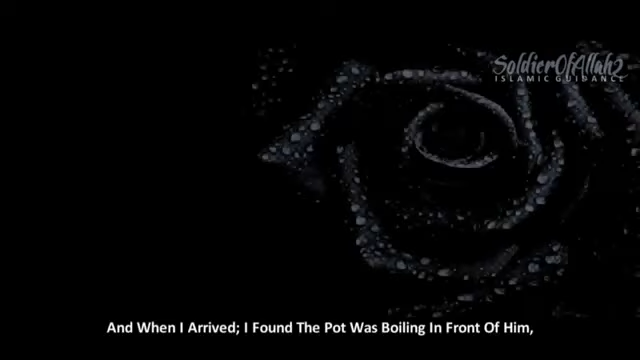 SoldierOfAllah2
ISLAMIC GUIDANCE
And When I Arrived; I Found The Pot Was Boiling In Front Of Him,